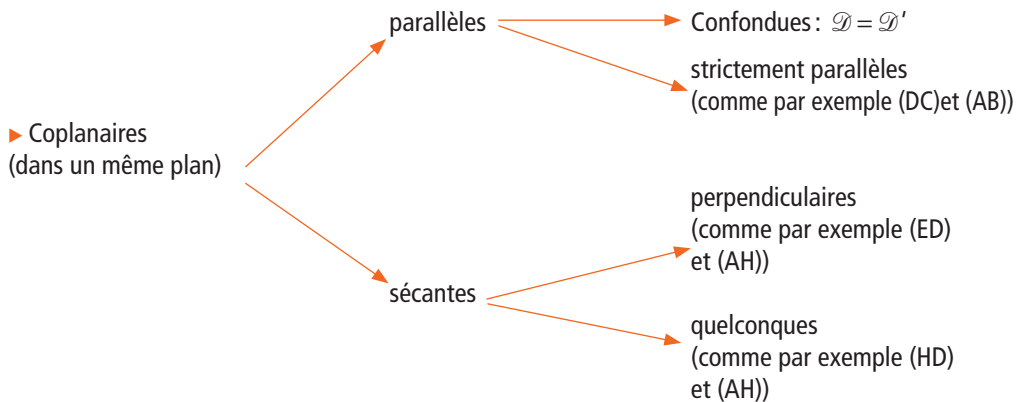 parallèles
Confondues : 𝒟 = 𝒟'
strictement parallèles
(comme par exemple (DC)et (AB))
▶ Coplanaires
(dans un même plan)
perpendiculaires
(comme par exemple (ED)
et (AH))
sécantes
quelconques
(comme par exemple (HD)
et (AH))